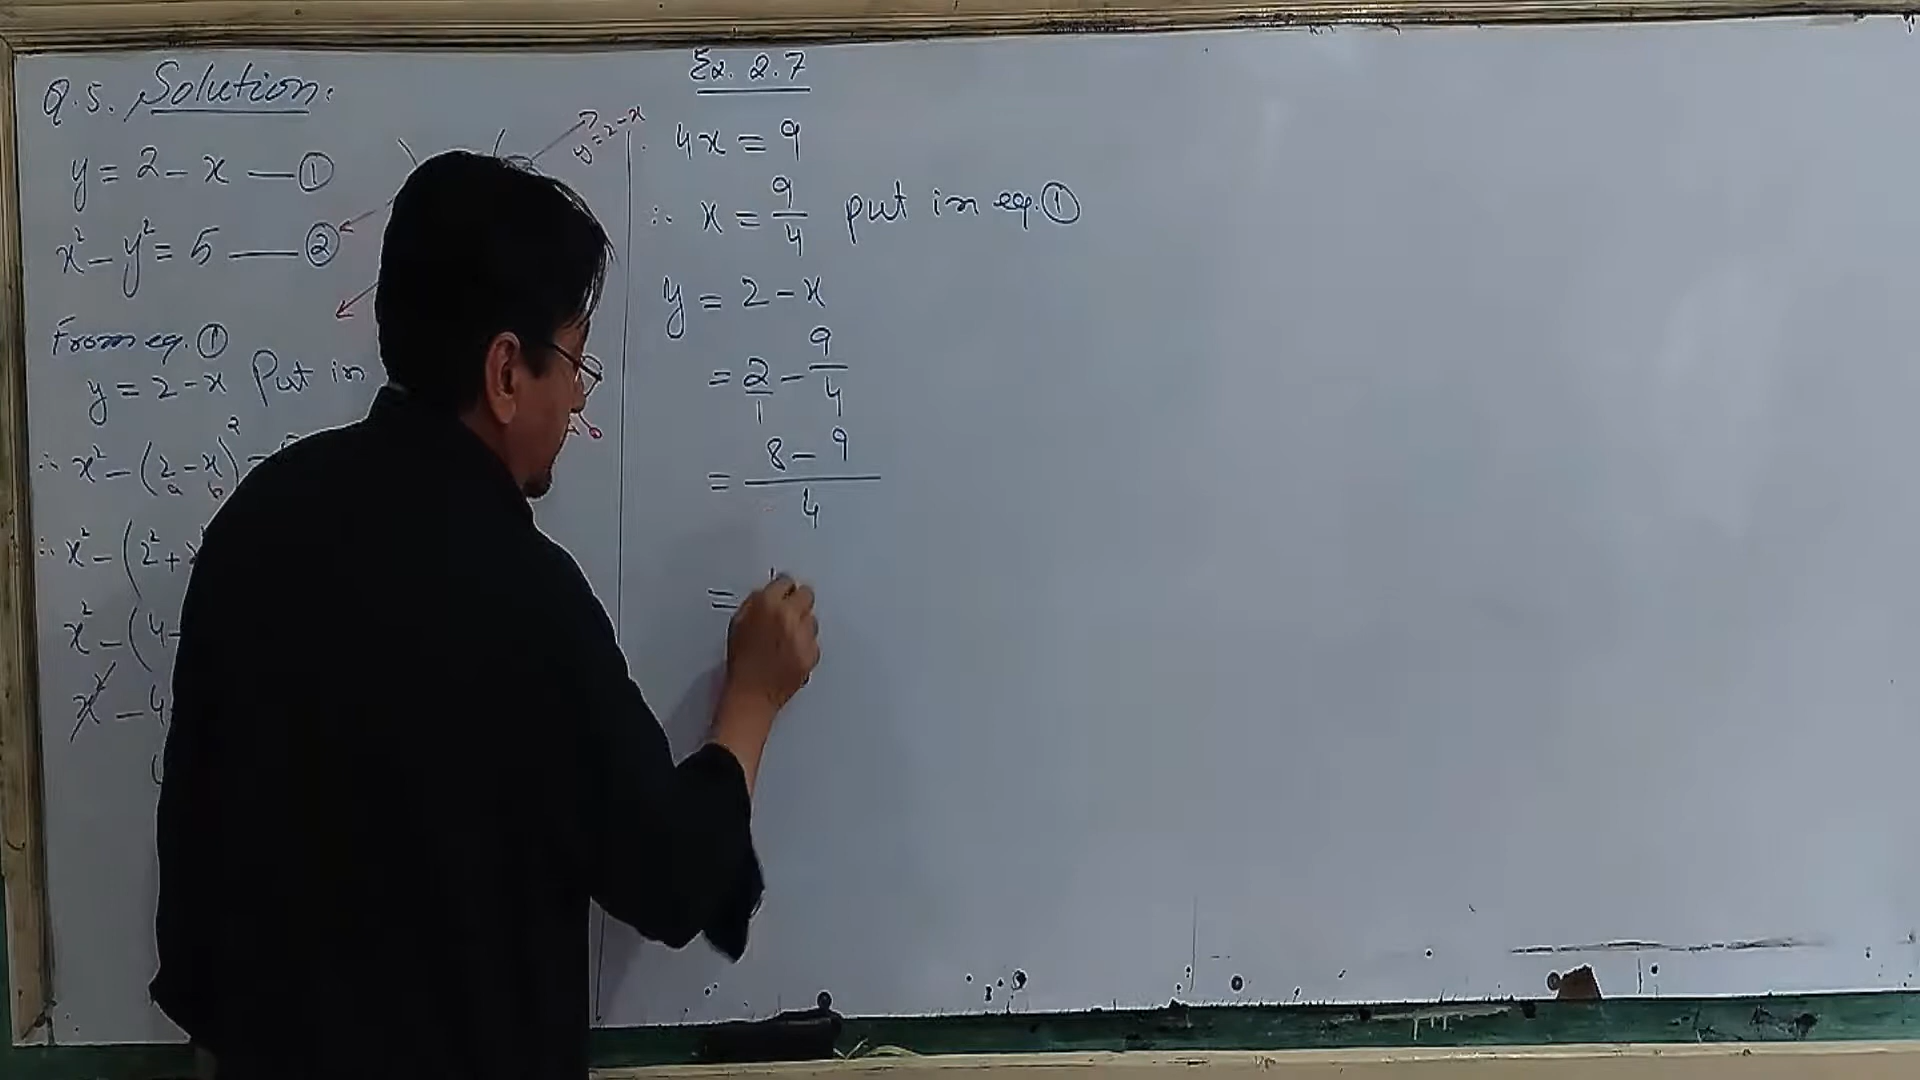 Ex. 2.7
Q.5. Solution:
y = 2 - x — ①
x² - y² = 5 — ②
y = 2 - x
From eq. ①
y = 2 - x Put in
∴ x² - (2 - x)²
a b
∴ x² - (2² +
x² - (4 -
x² - 4
4x = 9
∴ x = 9/4 put in eq. ①
y = 2 - x
= 2/1 - 9/4
= 8 - 9 / 4
=